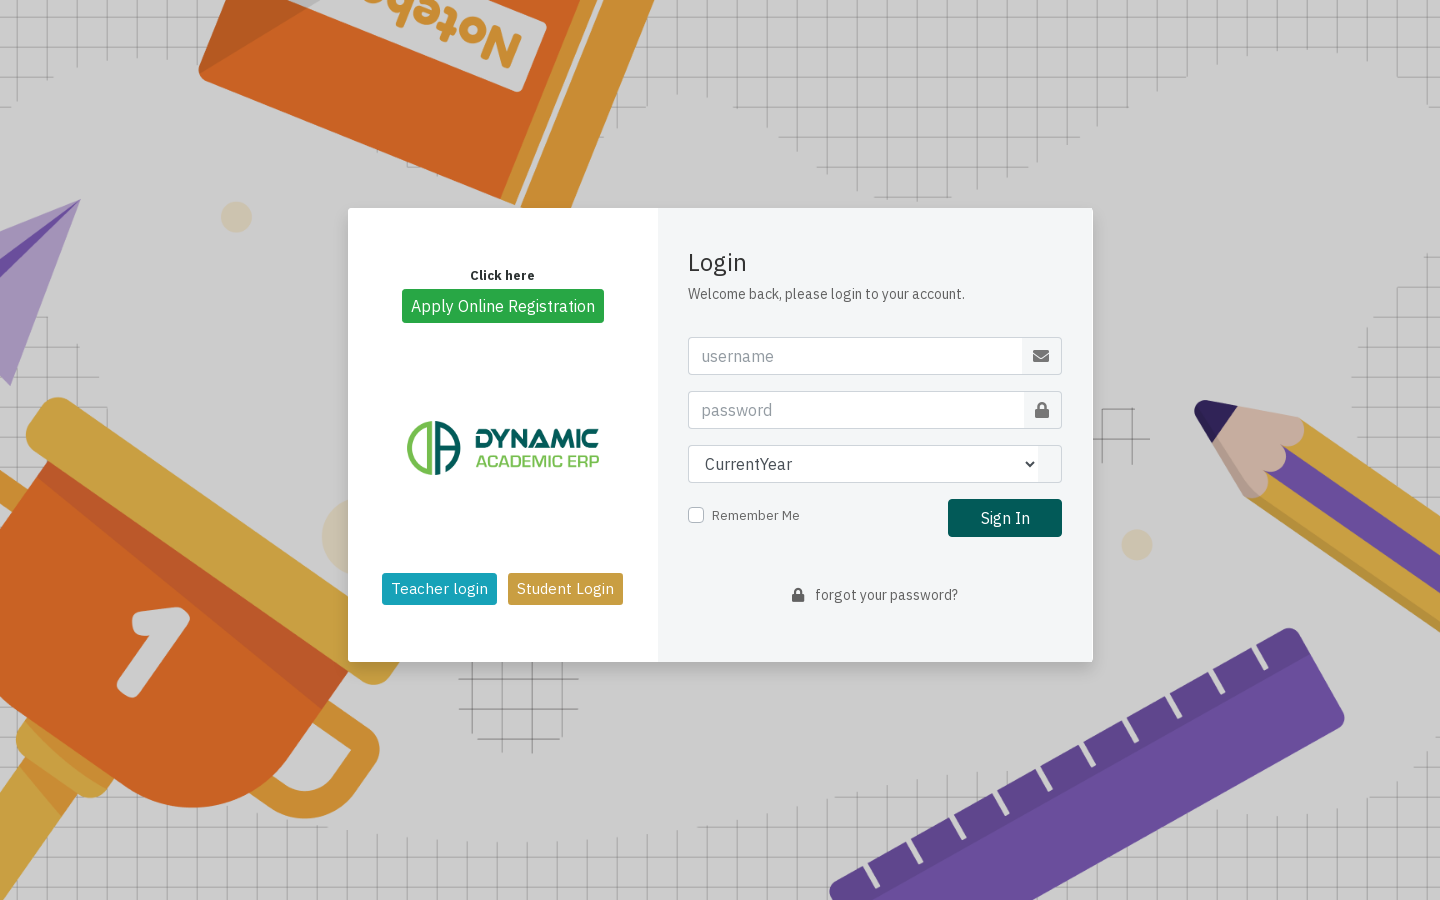 Notebo
Click here
Apply Online Registration
DYNAMIC
ACADEMIC ERP
Teacher login
Student Login
Login
Welcome back, please login to your account.
username
password
CurrentYear
Remember Me
Sign In
forgot your password?
1